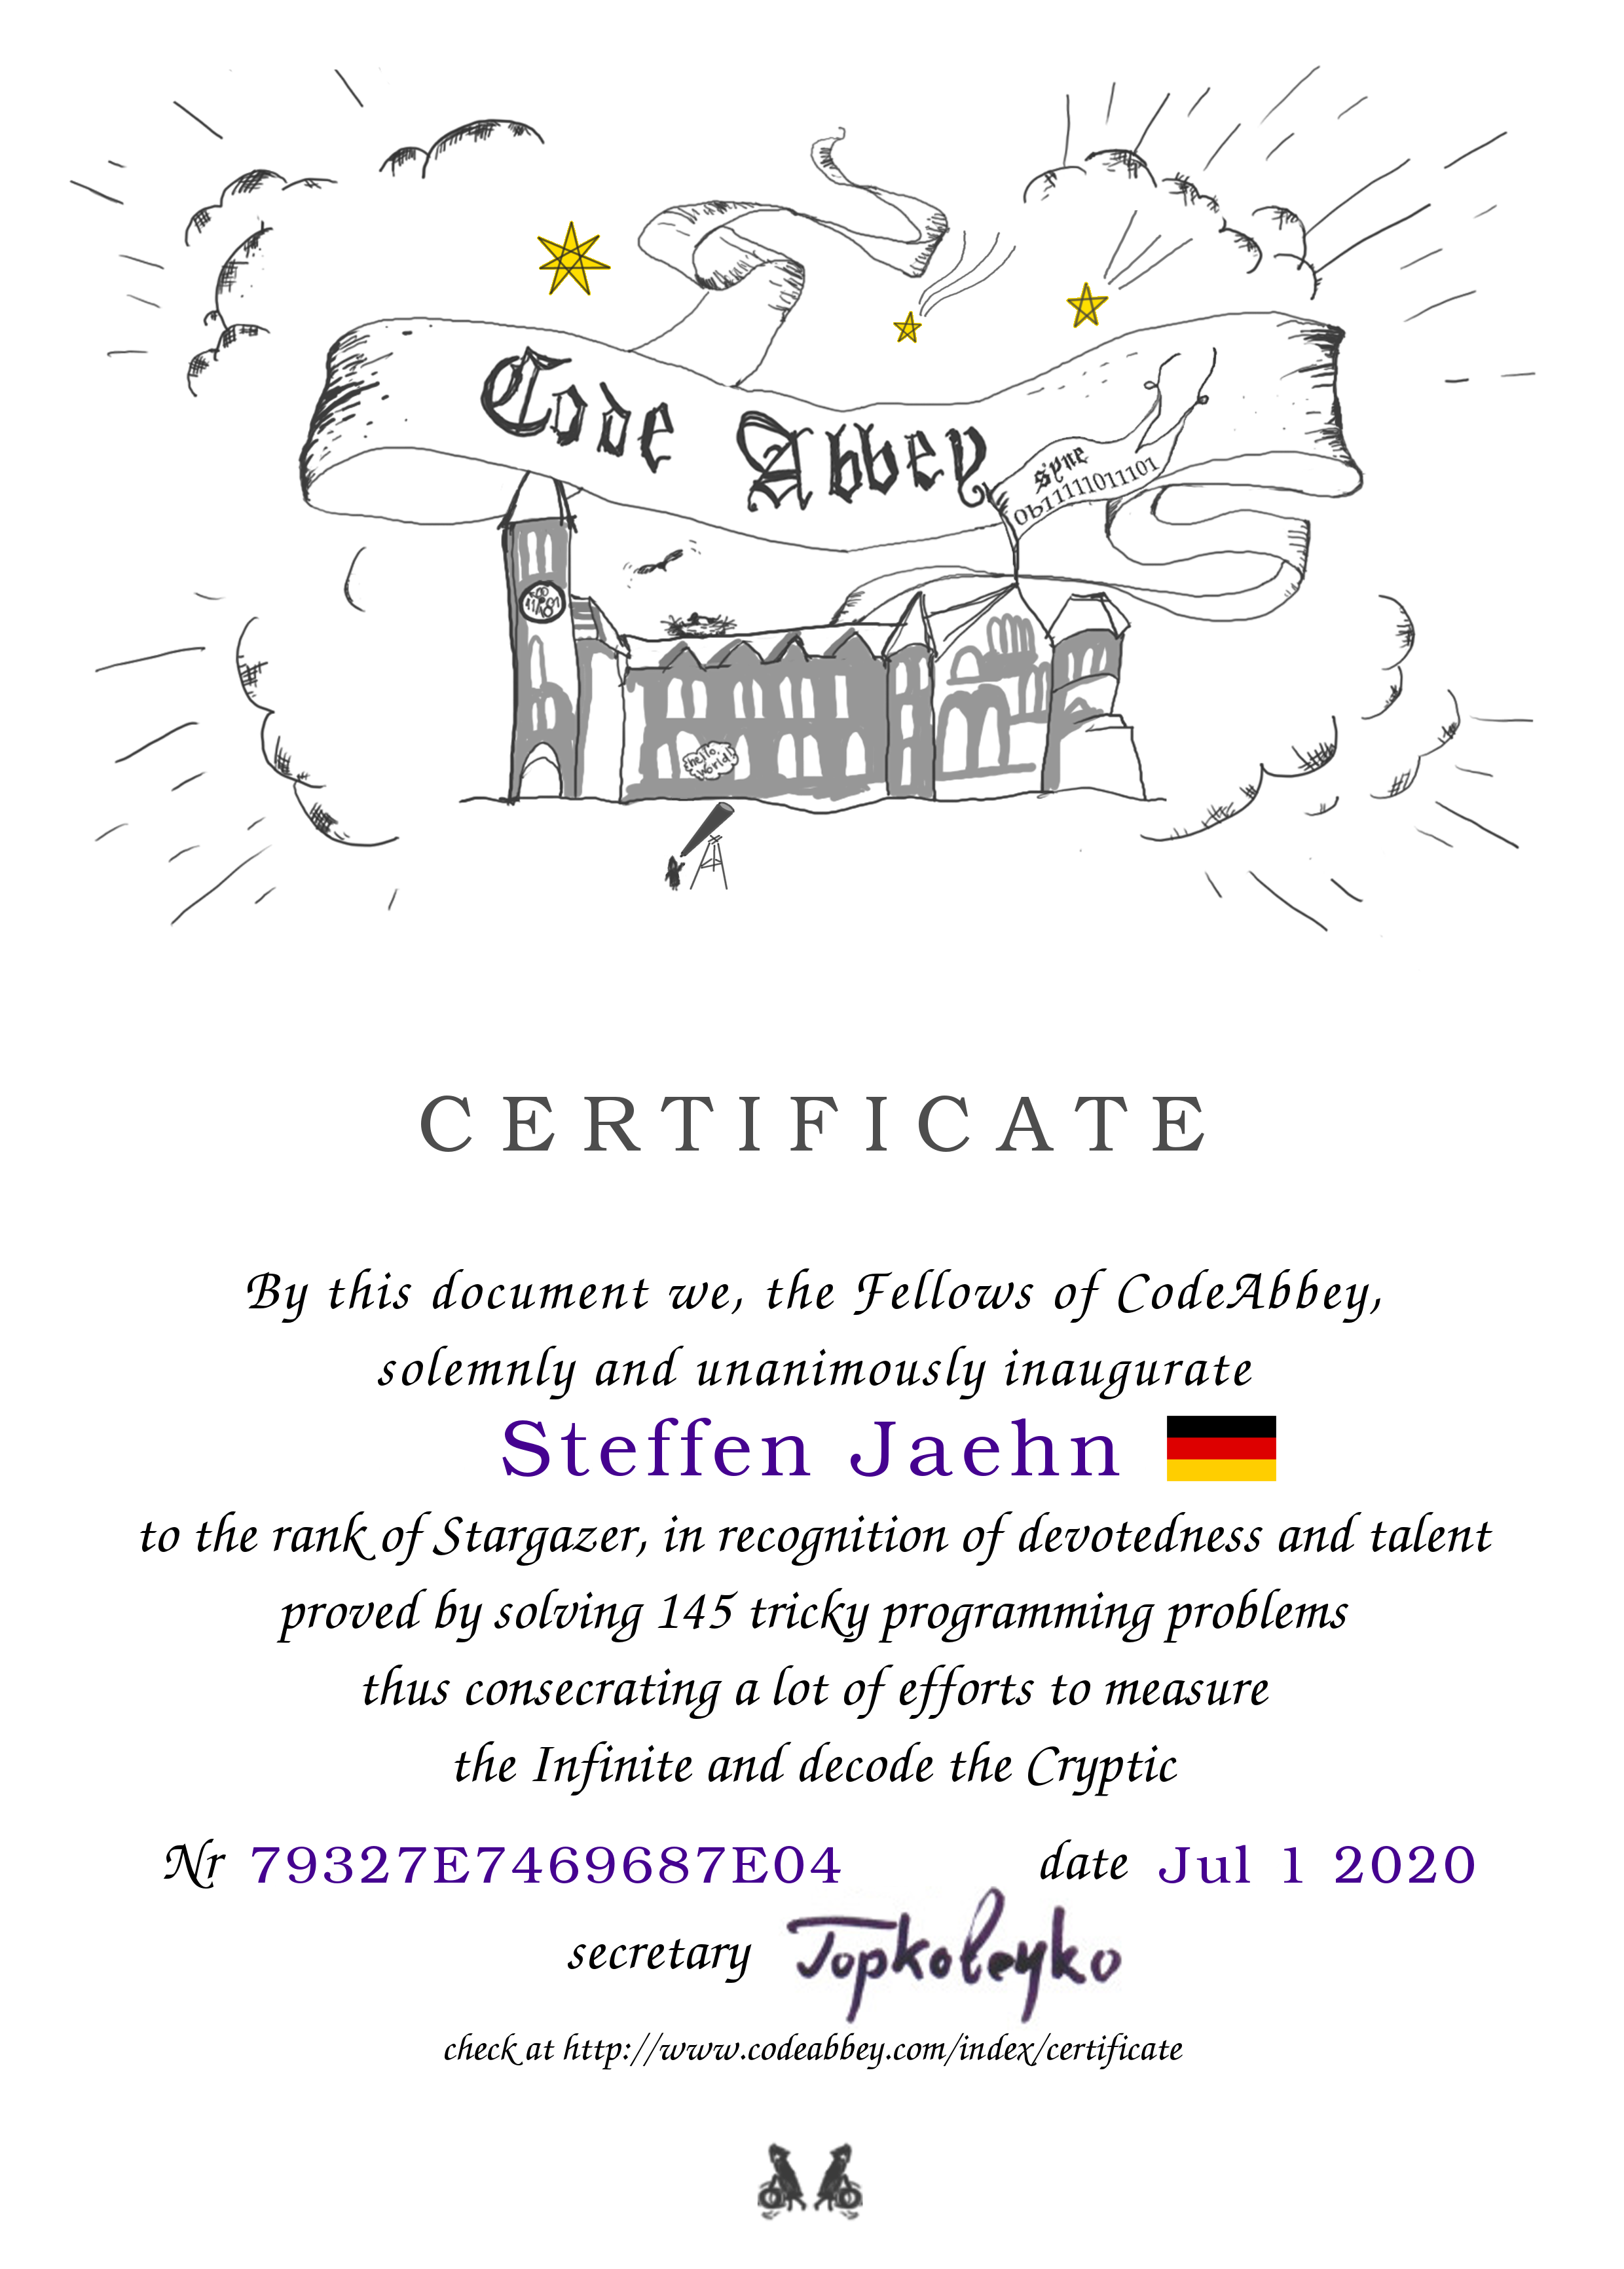 Code Abbey
syne
0b11111011101
hello,
world!
CERTIFICATE
By this document we, the Fellows of CodeAbbey,
solemnly and unanimously inaugurate
Steffen Jaehn
to the rank of Stargazer, in recognition of devotedness and talent
proved by solving 145 tricky programming problems
thus consecrating a lot of efforts to measure
the Infinite and decode the Cryptic
Nr 79327E7469687E04 date Jul 1 2020
secretary
check at http://www.codeabbey.com/index/certificate